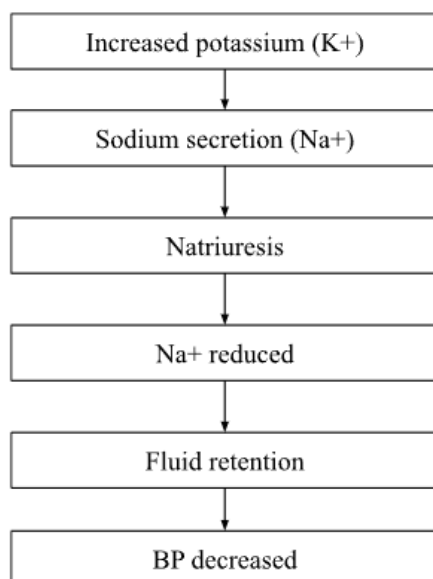 Increased potassium (K+)
Sodium secretion (Na+)
Natriuresis
Na+ reduced
Fluid retention
BP decreased